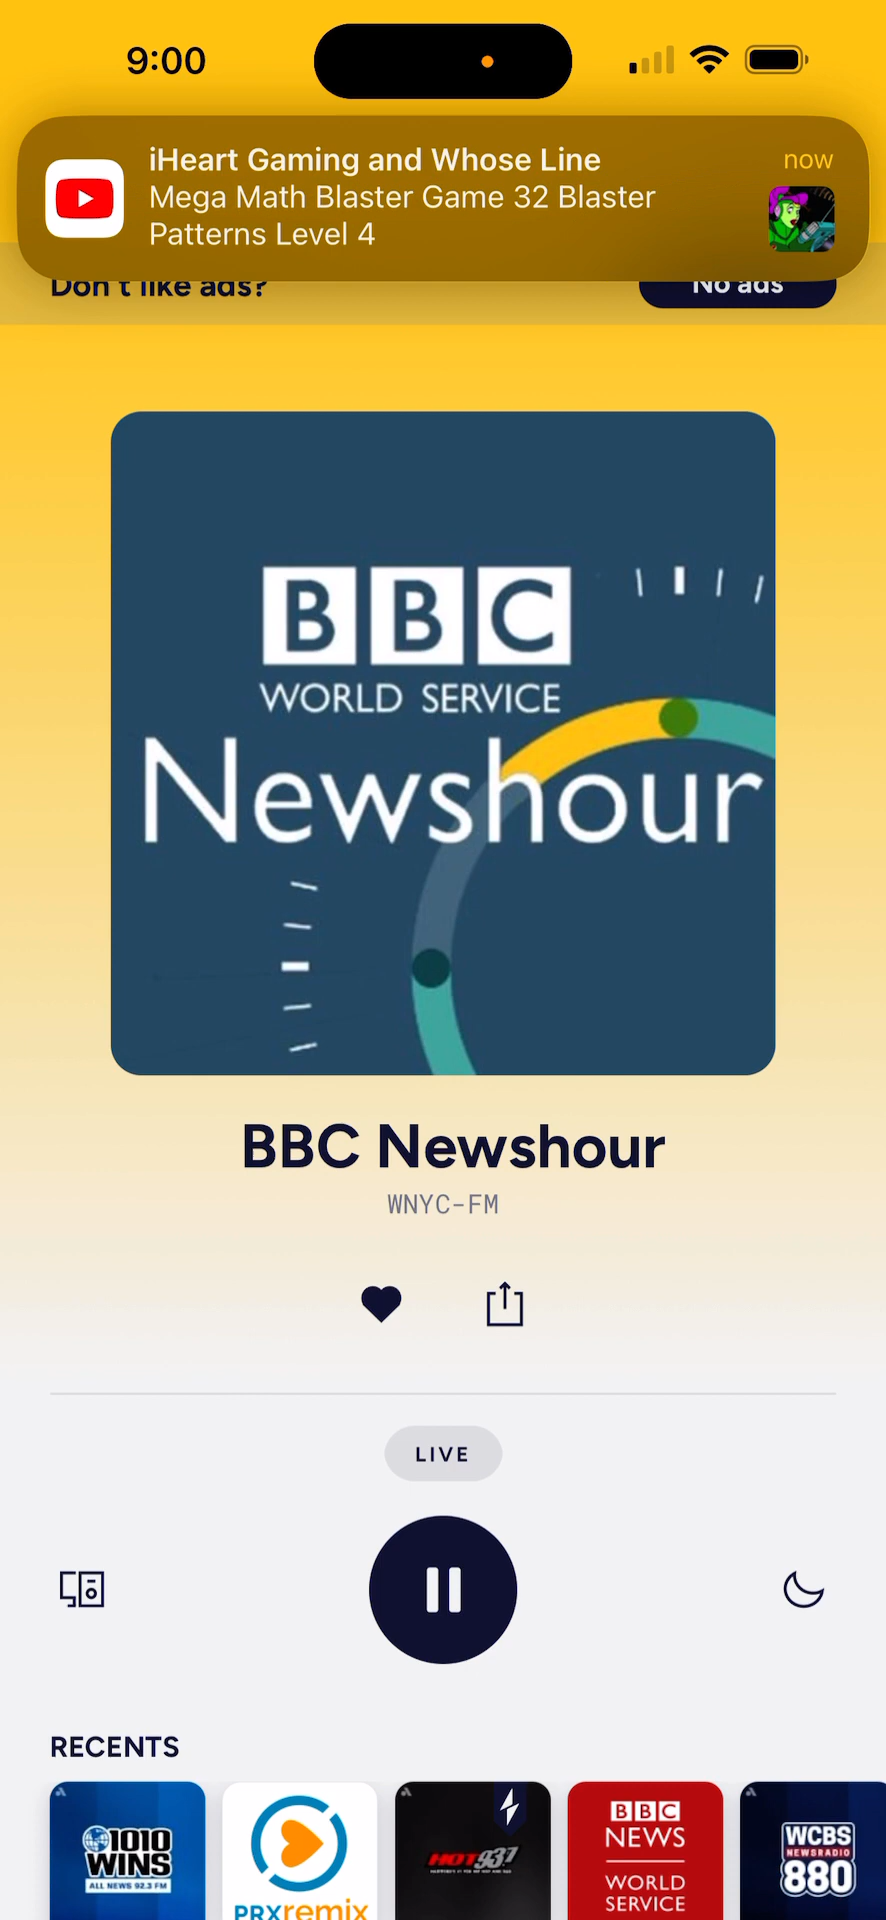 9:00
iHeart Gaming and Whose Line
now
Mega Math Blaster Game 32 Blaster
Patterns Level 4
Don't like ads?
No ads
BBC
WORLD SERVICE
Newshour
BBC Newshour
WNYC-FM
LIVE
RECENTS
1010
WINS
ALL NEWS 92.3 FM
PRXremix
HOT 93.7
BBC
NEWS
WORLD
SERVICE
WCBS
NEWSRADIO
880